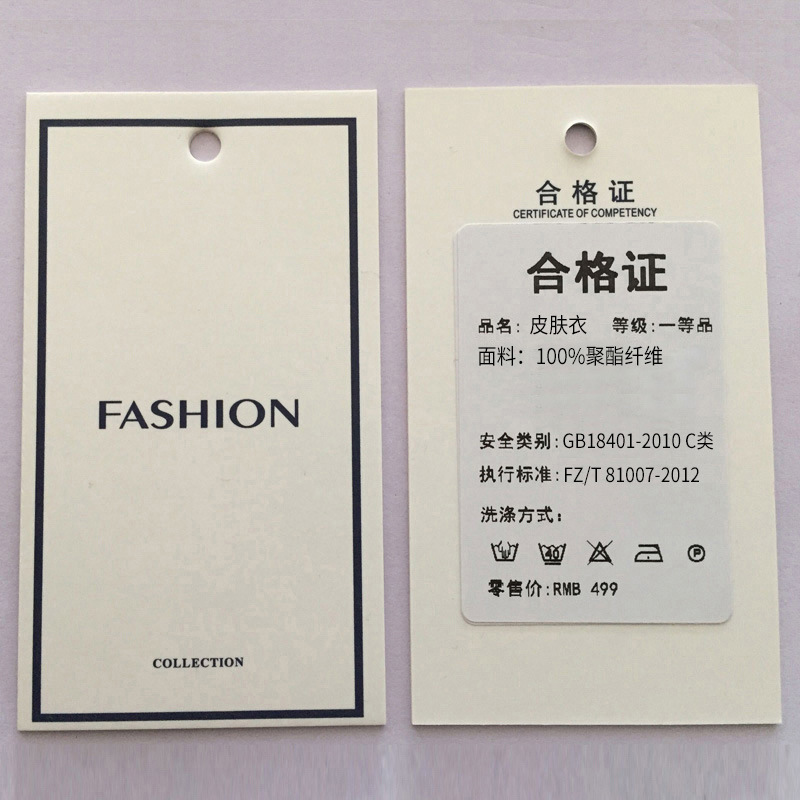 FASHION
COLLECTION
合格证
CERTIFICATE OF COMPETENCY
合格证
品名: 皮肤衣 等级:一等品
面料: 100%聚酯纤维
安全类别:GB18401-2010 C类
执行标准:FZ/T 81007-2012
洗涤方式:
40 P
零售价:RMB 499